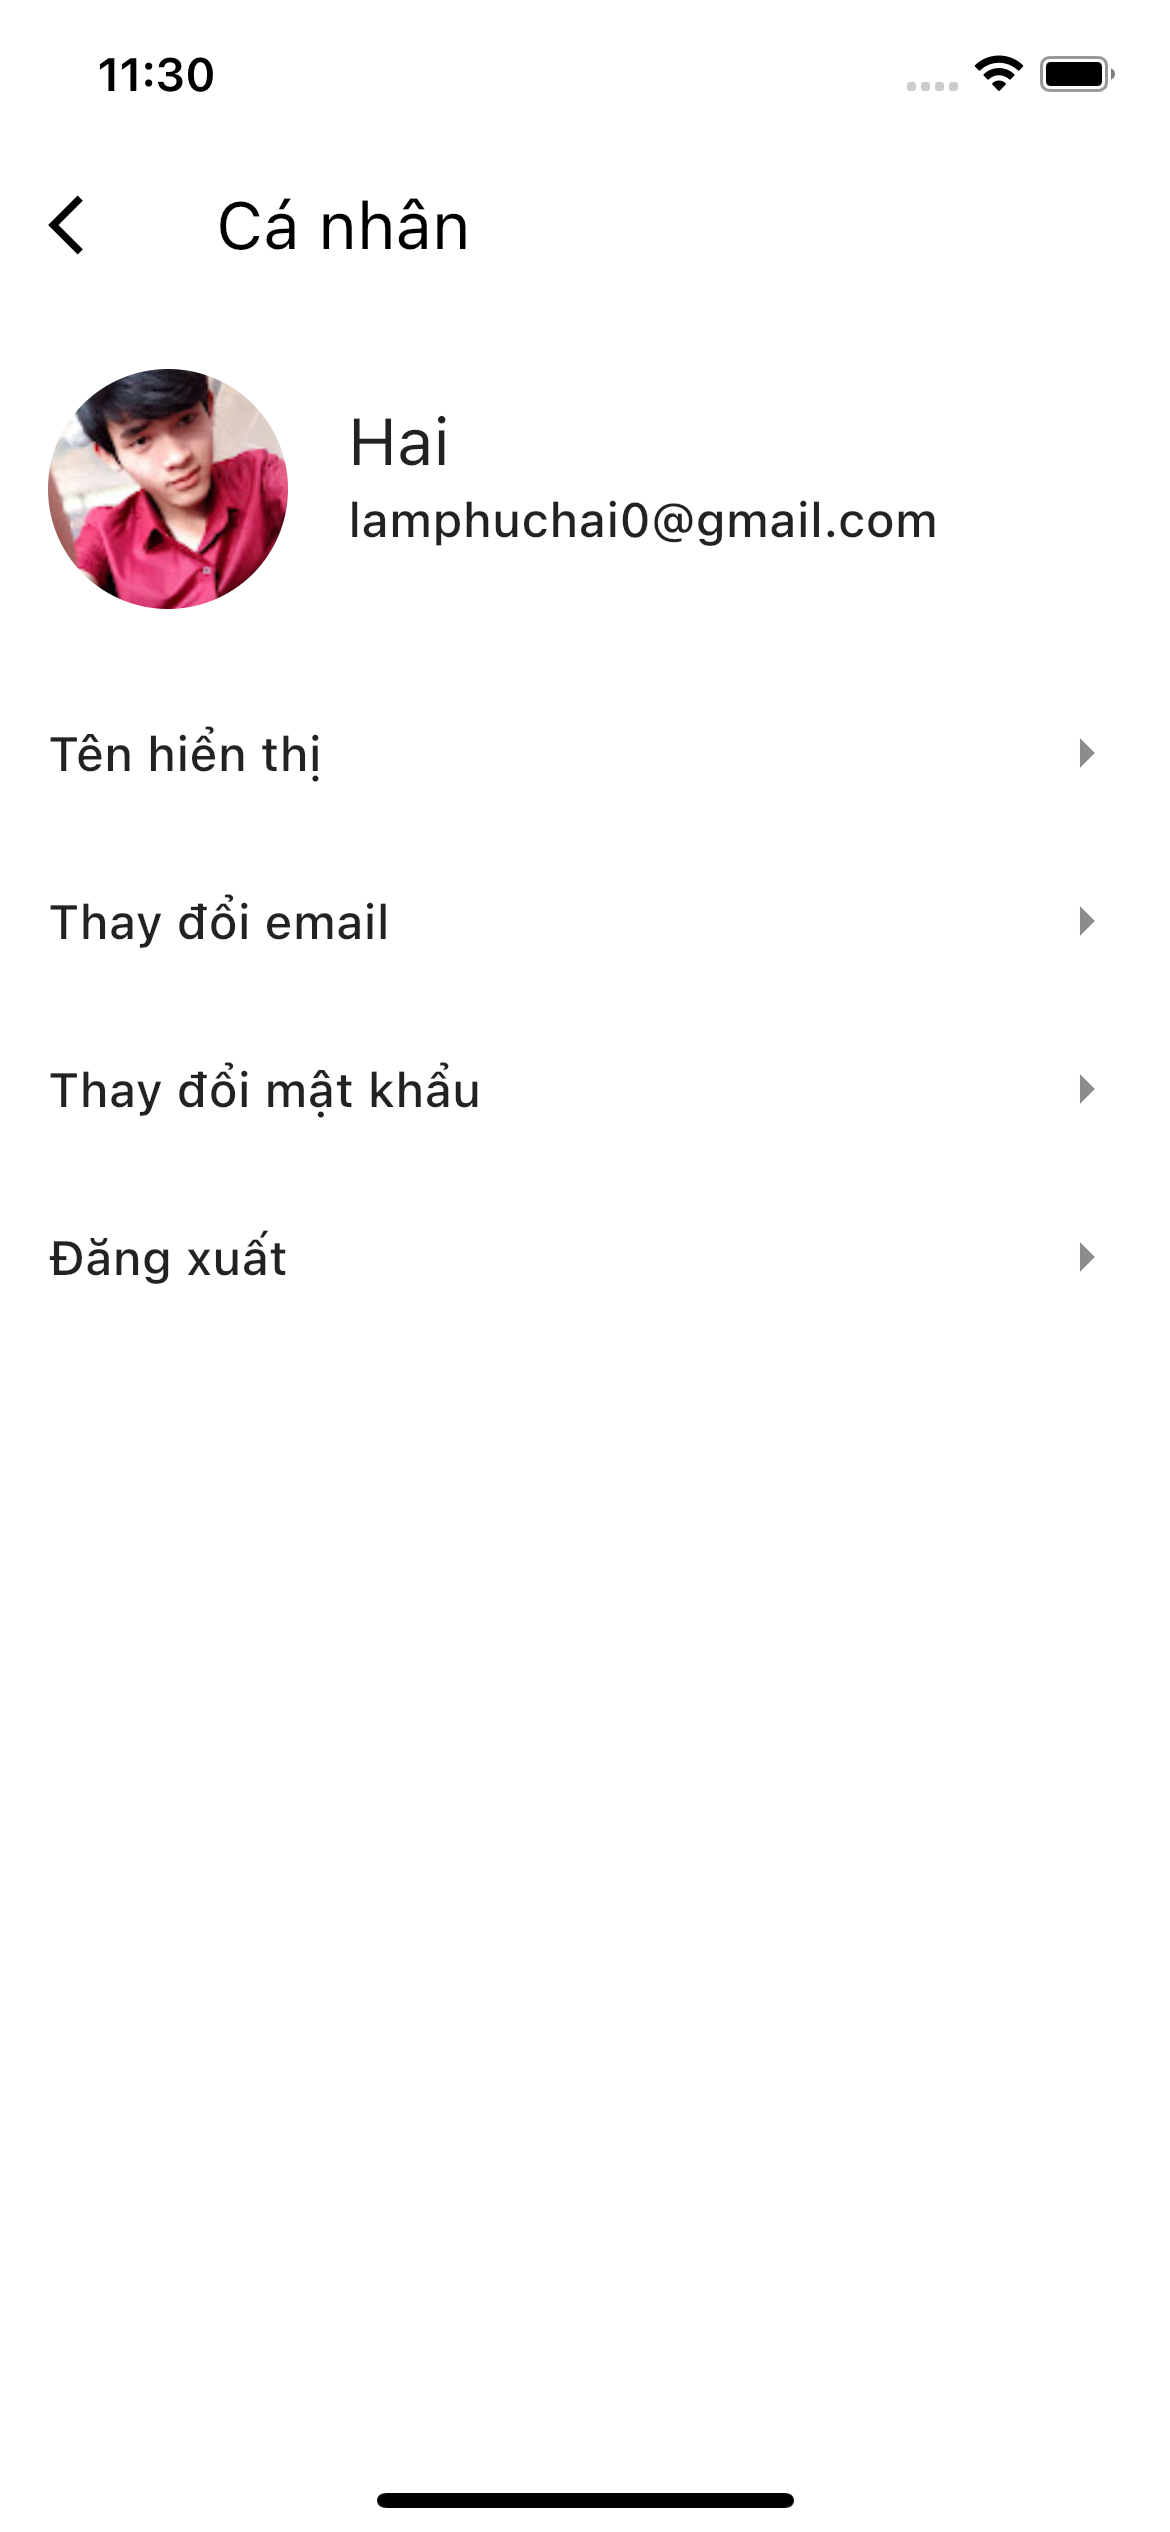 11:30
Cá nhân
Hai
lamphuchai0@gmail.com
Tên hiển thị
Thay đổi email
Thay đổi mật khẩu
Đăng xuất